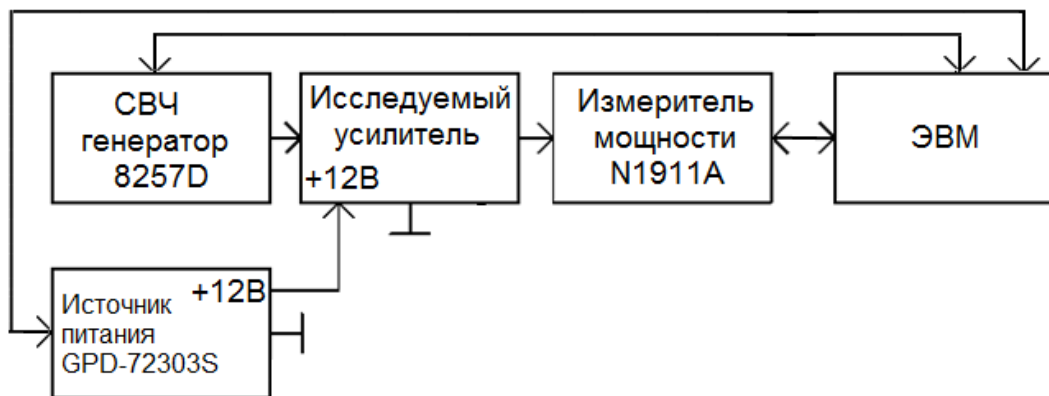 СВЧ
генератор
8257D
Исследуемый
усилитель
+12В
Измеритель
мощности
N1911A
ЭВМ
+12В
Источник
питания
GPD-72303S